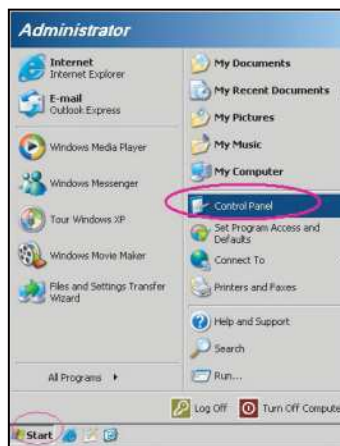 Administrator
Internet
Internet Explorer
E-mail
Outlook Express
Windows Media Player
Windows Messenger
Tour Windows XP
Windows Movie Maker
Files and Settings Transfer
Wizard
All Programs
My Documents
My Recent Documents
My Pictures
My Music
My Computer
Control Panel
Set Program Access and
Defaults
Connect To
Printers and Faxes
Help and Support
Search
Run...
Log Off
Turn Off Compute
Start